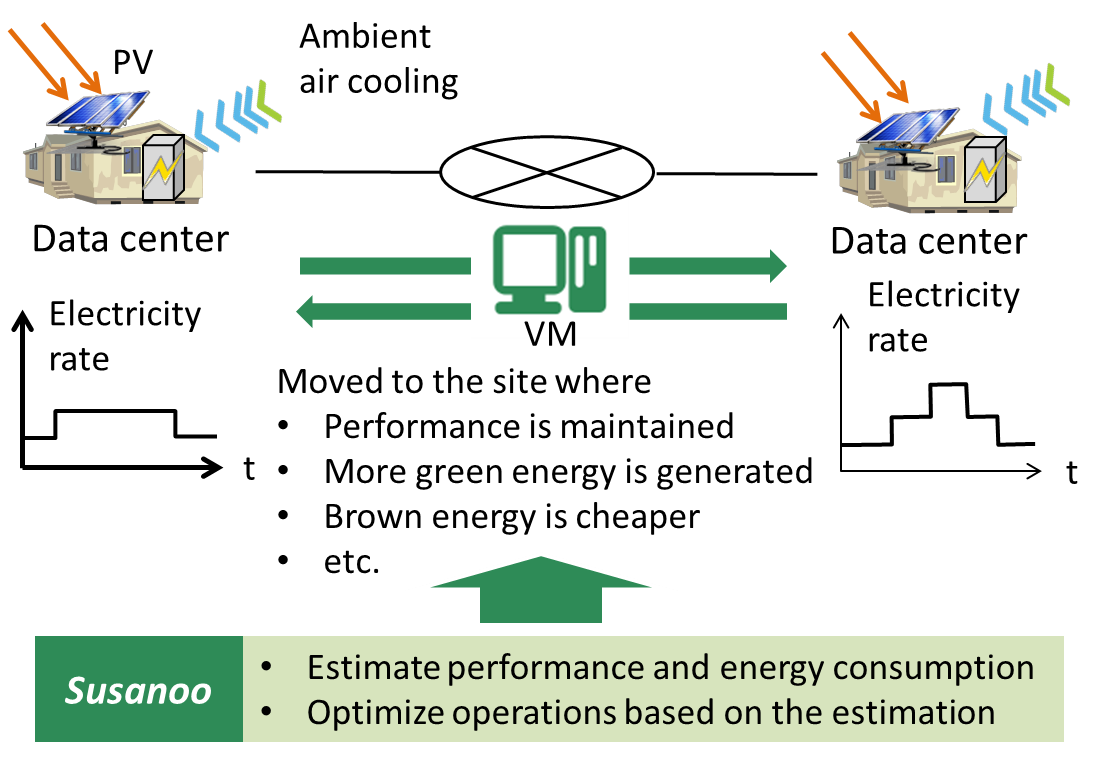 PV
Ambient
air cooling
Data center
Data center
Electricity
rate
t
VM
Electricity
rate
t
Moved to the site where
• Performance is maintained
• More green energy is generated
• Brown energy is cheaper
• etc.
Susanoo
• Estimate performance and energy consumption
• Optimize operations based on the estimation